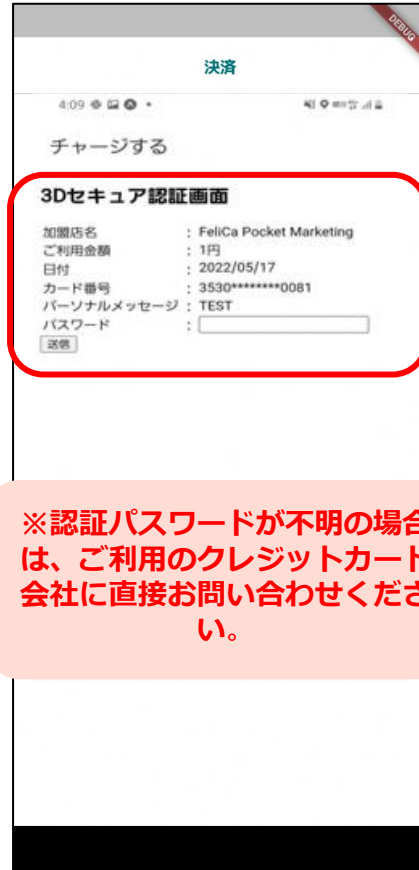 DEBUG
決済
4:09
チャージする
3Dセキュア認証画面
加盟店名 : FeliCa Pocket Marketing
ご利用金額 : 1円
日付 : 2022/05/17
カード番号 : 3530********0081
パーソナルメッセージ : TEST
パスワード :
送信
※認証パスワードが不明の場合
は、ご利用のクレジットカード
会社に直接お問い合わせくださ
い。